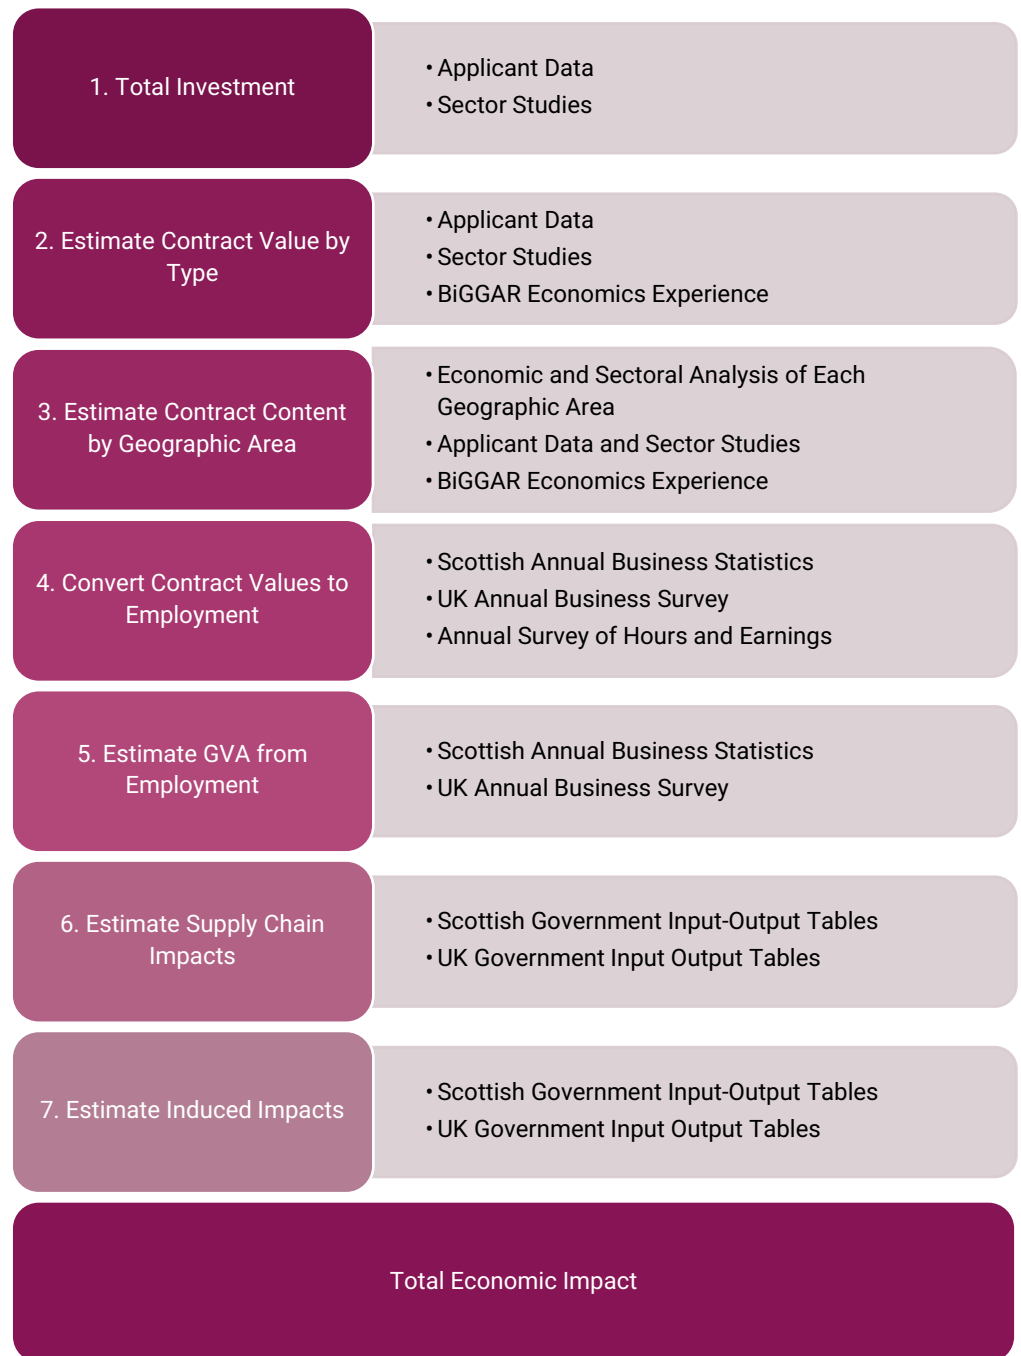 1. Total Investment
• Applicant Data
• Sector Studies
2. Estimate Contract Value by
Type
• Applicant Data
• Sector Studies
• BiGGAR Economics Experience
3. Estimate Contract Content
by Geographic Area
• Economic and Sectoral Analysis of Each
Geographic Area
• Applicant Data and Sector Studies
• BiGGAR Economics Experience
4. Convert Contract Values to
Employment
• Scottish Annual Business Statistics
• UK Annual Business Survey
• Annual Survey of Hours and Earnings
5. Estimate GVA from
Employment
• Scottish Annual Business Statistics
• UK Annual Business Survey
6. Estimate Supply Chain
Impacts
• Scottish Government Input-Output Tables
• UK Government Input Output Tables
7. Estimate Induced Impacts
• Scottish Government Input-Output Tables
• UK Government Input Output Tables
Total Economic Impact